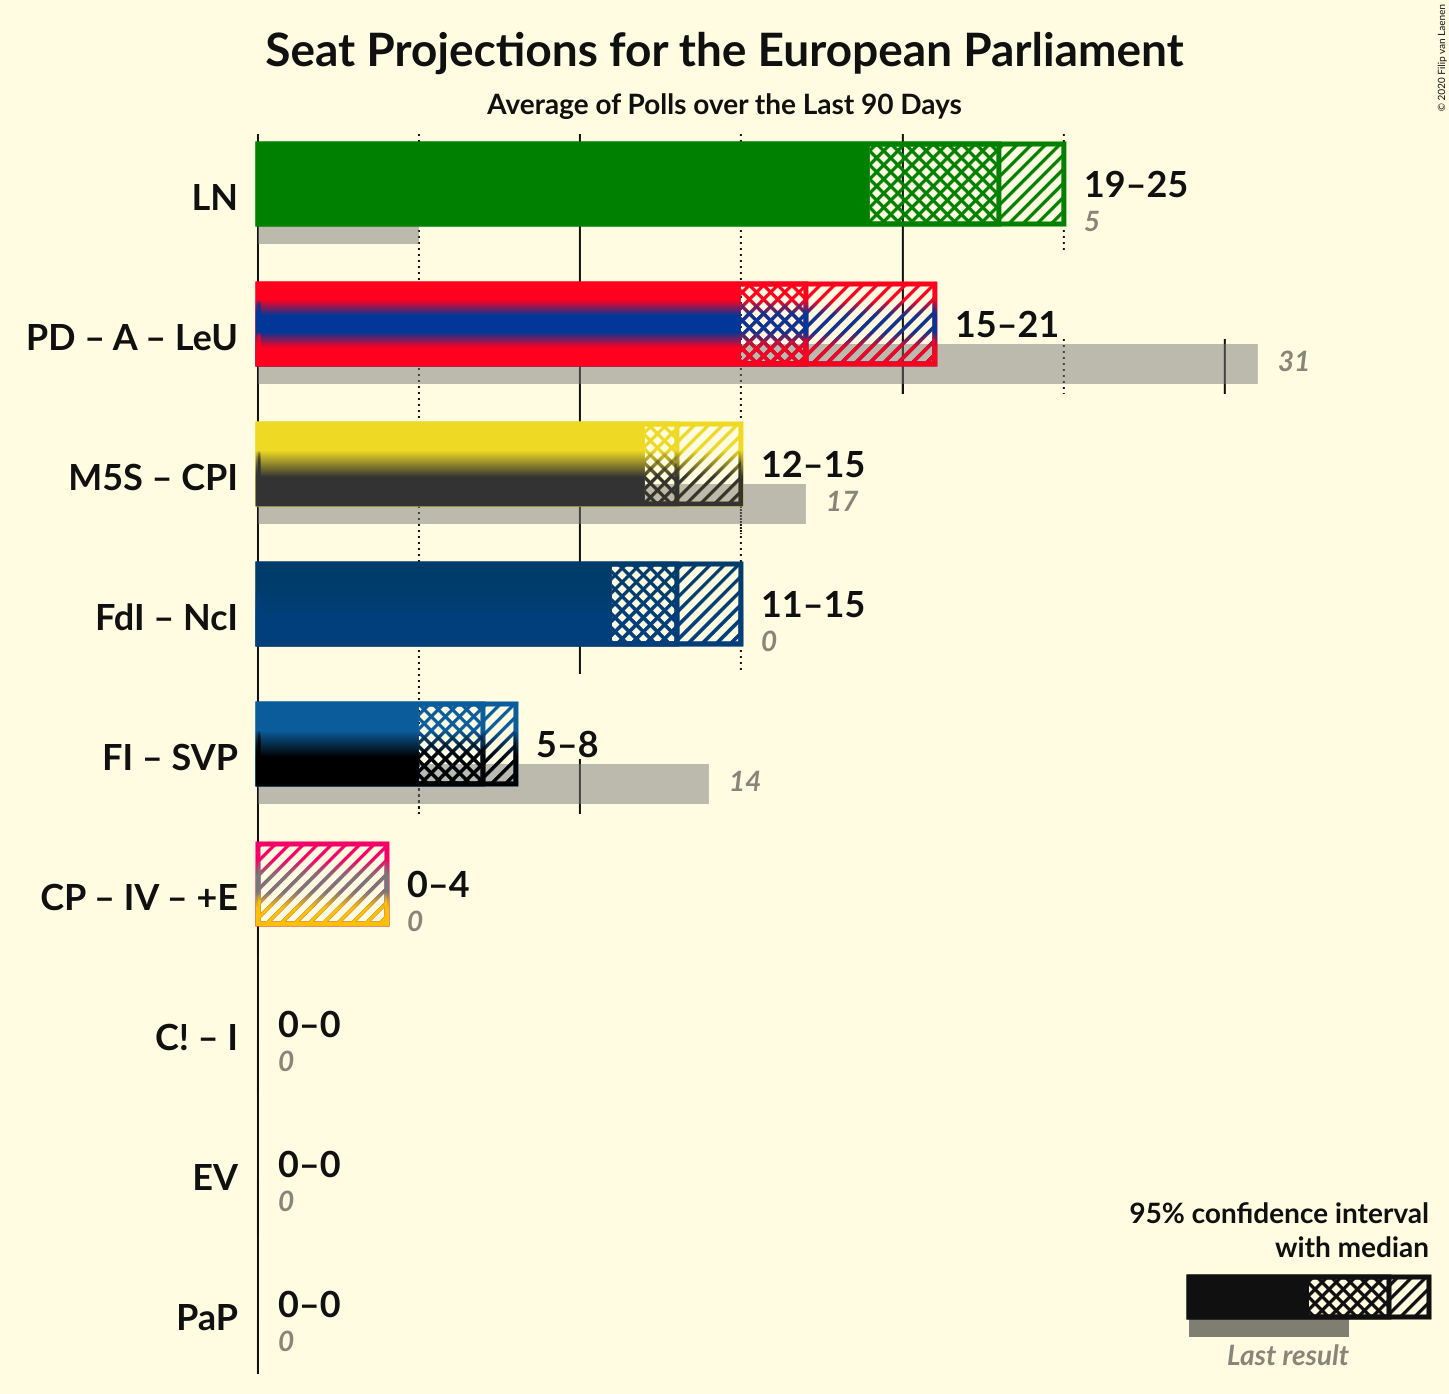 Seat Projections for the European Parliament
Average of Polls over the Last 90 Days
© 2020 Filip van Laenen
LN
19–25
5
PD – A – LeU
15–21
31
M5S – CPI
12–15
17
FdI – NcI
11–15
0
FI – SVP
5–8
14
CP – IV – +E
0–4
0
C! – I
0–0
0
EV
0–0
0
PaP
0–0
0
95% confidence interval
with median
Last result